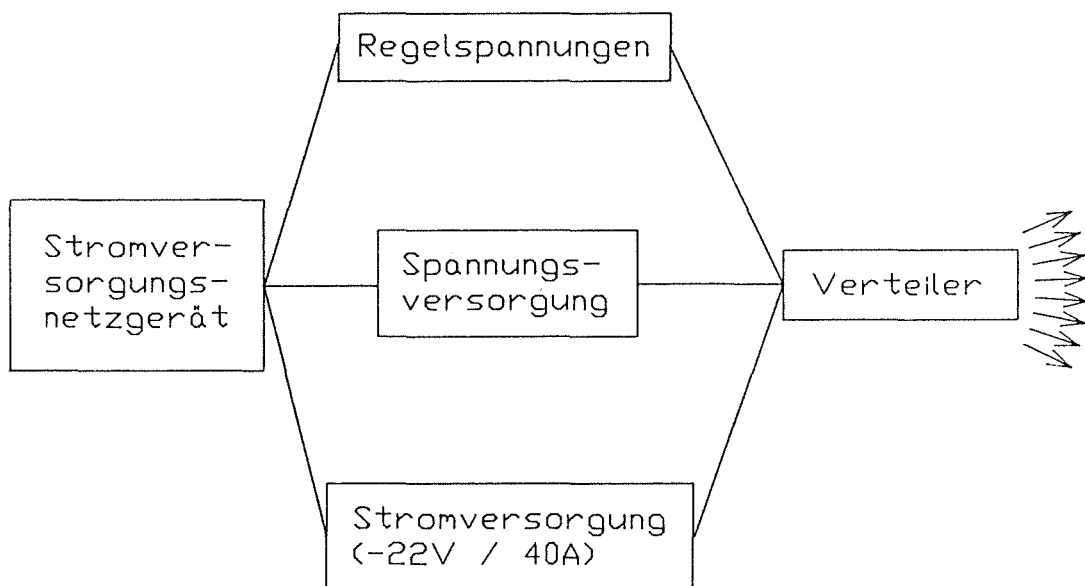 Regelspannungen
Stromver-
sorgungs-
netzgerät
Spannungs-
versorgung
Verteiler
Stromversorgung
(-22V / 40A)